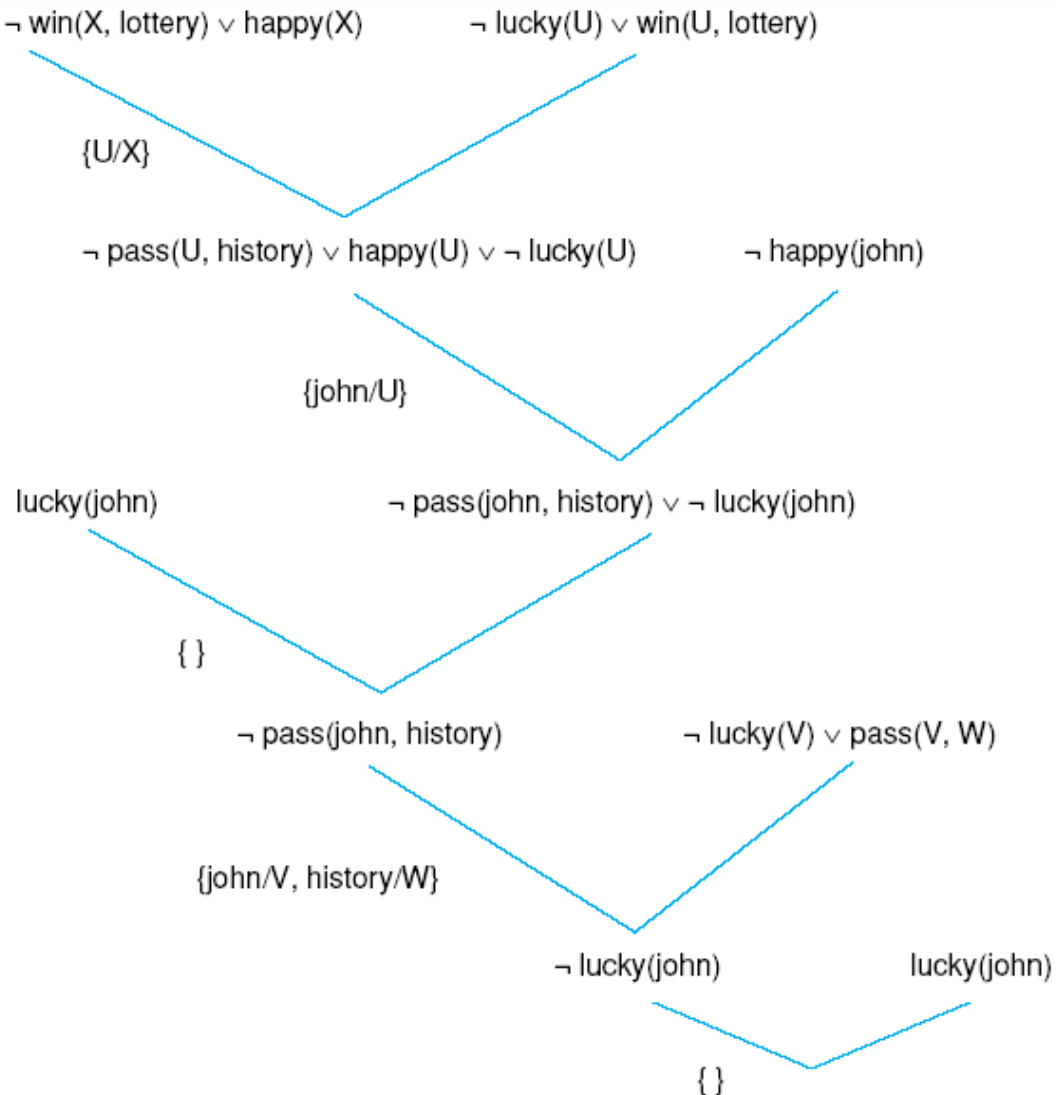 ¬ win(X, lottery) ∨ happy(X) ¬ lucky(U) ∨ win(U, lottery)
{U/X}
¬ pass(U, history) ∨ happy(U) ∨ ¬ lucky(U) ¬ happy(john)
{john/U}
lucky(john) ¬ pass(john, history) ∨ ¬ lucky(john)
{ }
¬ pass(john, history) ¬ lucky(V) ∨ pass(V, W)
{john/V, history/W}
¬ lucky(john) lucky(john)
{ }